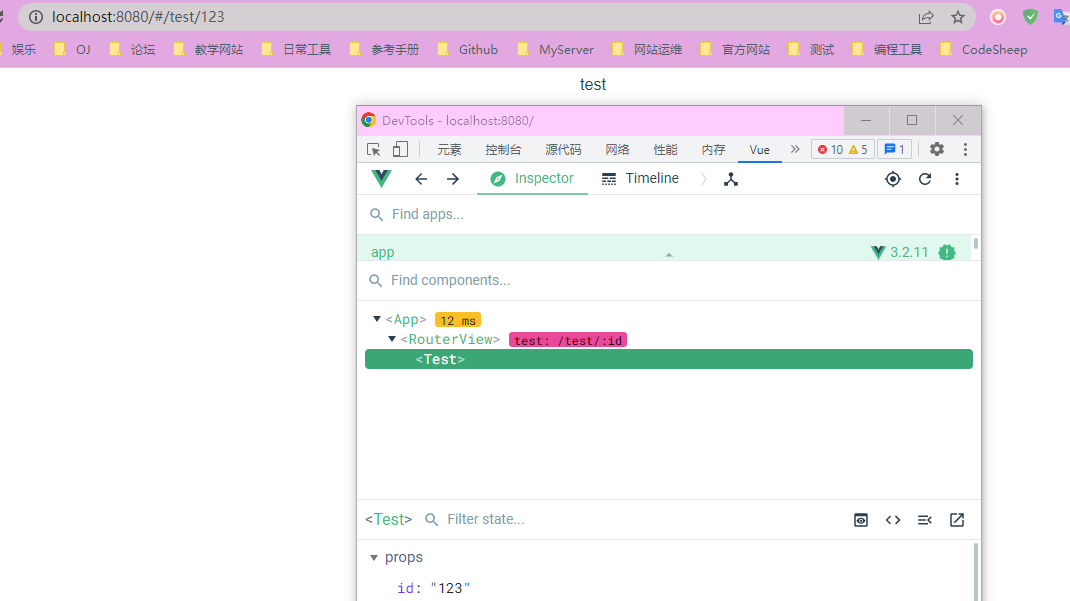 localhost:8080/#/test/123
娱乐 OJ 论坛 教学网站 日常工具 参考手册 Github MyServer 网站运维 官方网站 测试 编程工具 CodeSheep
test
DevTools - localhost:8080/
元素 控制台 源代码 网络 性能 内存 Vue » 10 5 1
Inspector Timeline
Find apps...
app 3.2.11
Find components...
<App> 12 ms
<RouterView> test: /test/:id
<Test>
<Test> Filter state...
props
id: "123"